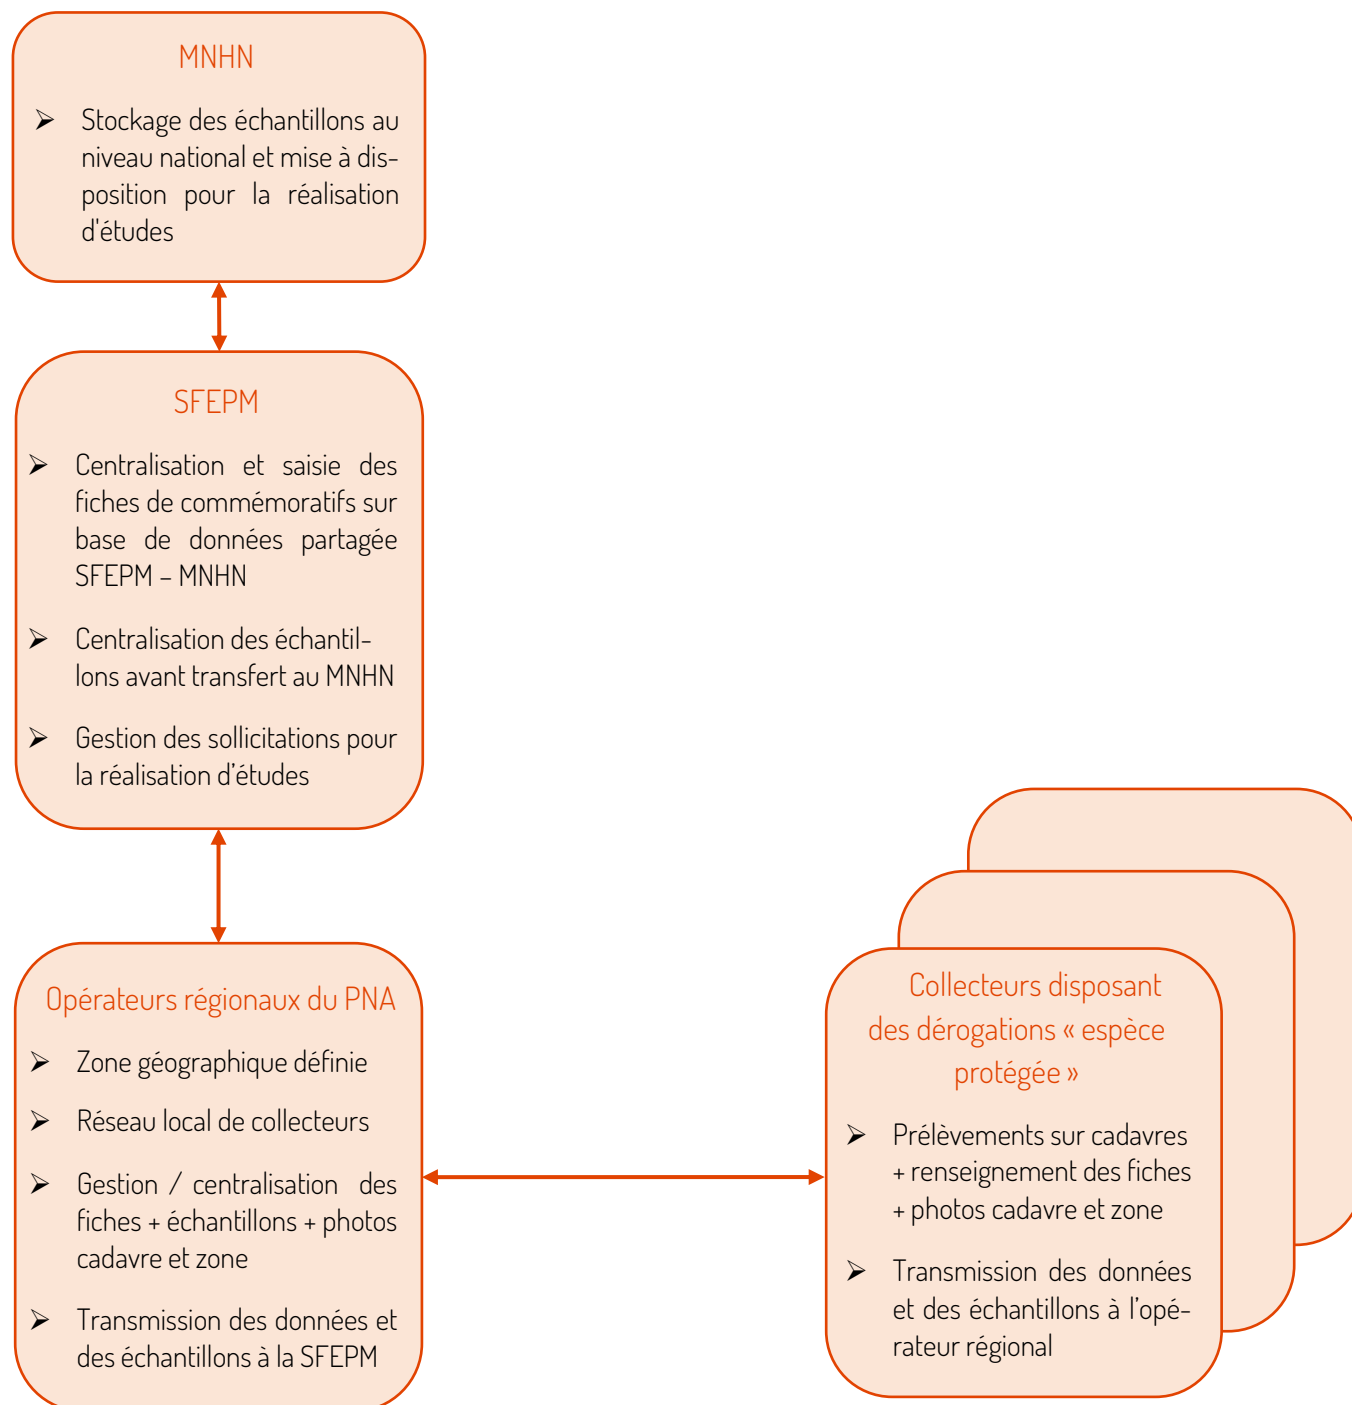 MNHN
➢ Stockage des échantillons au
niveau national et mise à dis-
position pour la réalisation
d'études
SFEPM
➢ Centralisation et saisie des
fiches de commémoratifs sur
base de données partagée
SFEPM – MNHN
➢ Centralisation des échantil-
lons avant transfert au MNHN
➢ Gestion des sollicitations pour
la réalisation d’études
Opérateurs régionaux du PNA
➢ Zone géographique définie
➢ Réseau local de collecteurs
➢ Gestion / centralisation des
fiches + échantillons + photos
cadavre et zone
➢ Transmission des données et
des échantillons à la SFEPM
Collecteurs disposant
des dérogations « espèce
protégée »
➢ Prélèvements sur cadavres
+ renseignement des fiches
+ photos cadavre et zone
➢ Transmission des données
et des échantillons à l’opé-
rateur régional